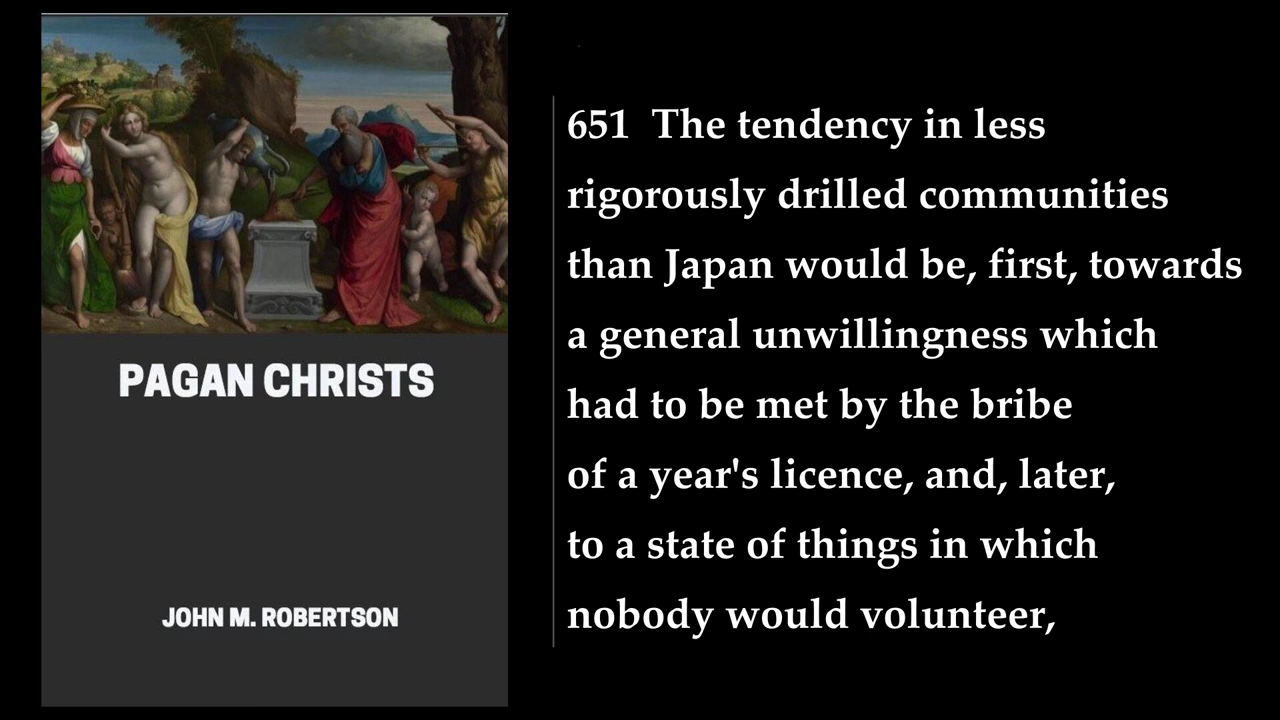 PAGAN CHRISTS
JOHN M. ROBERTSON
651 The tendency in less
rigorously drilled communities
than Japan would be, first, towards
a general unwillingness which
had to be met by the bribe
of a year's licence, and, later,
to a state of things in which
nobody would volunteer,